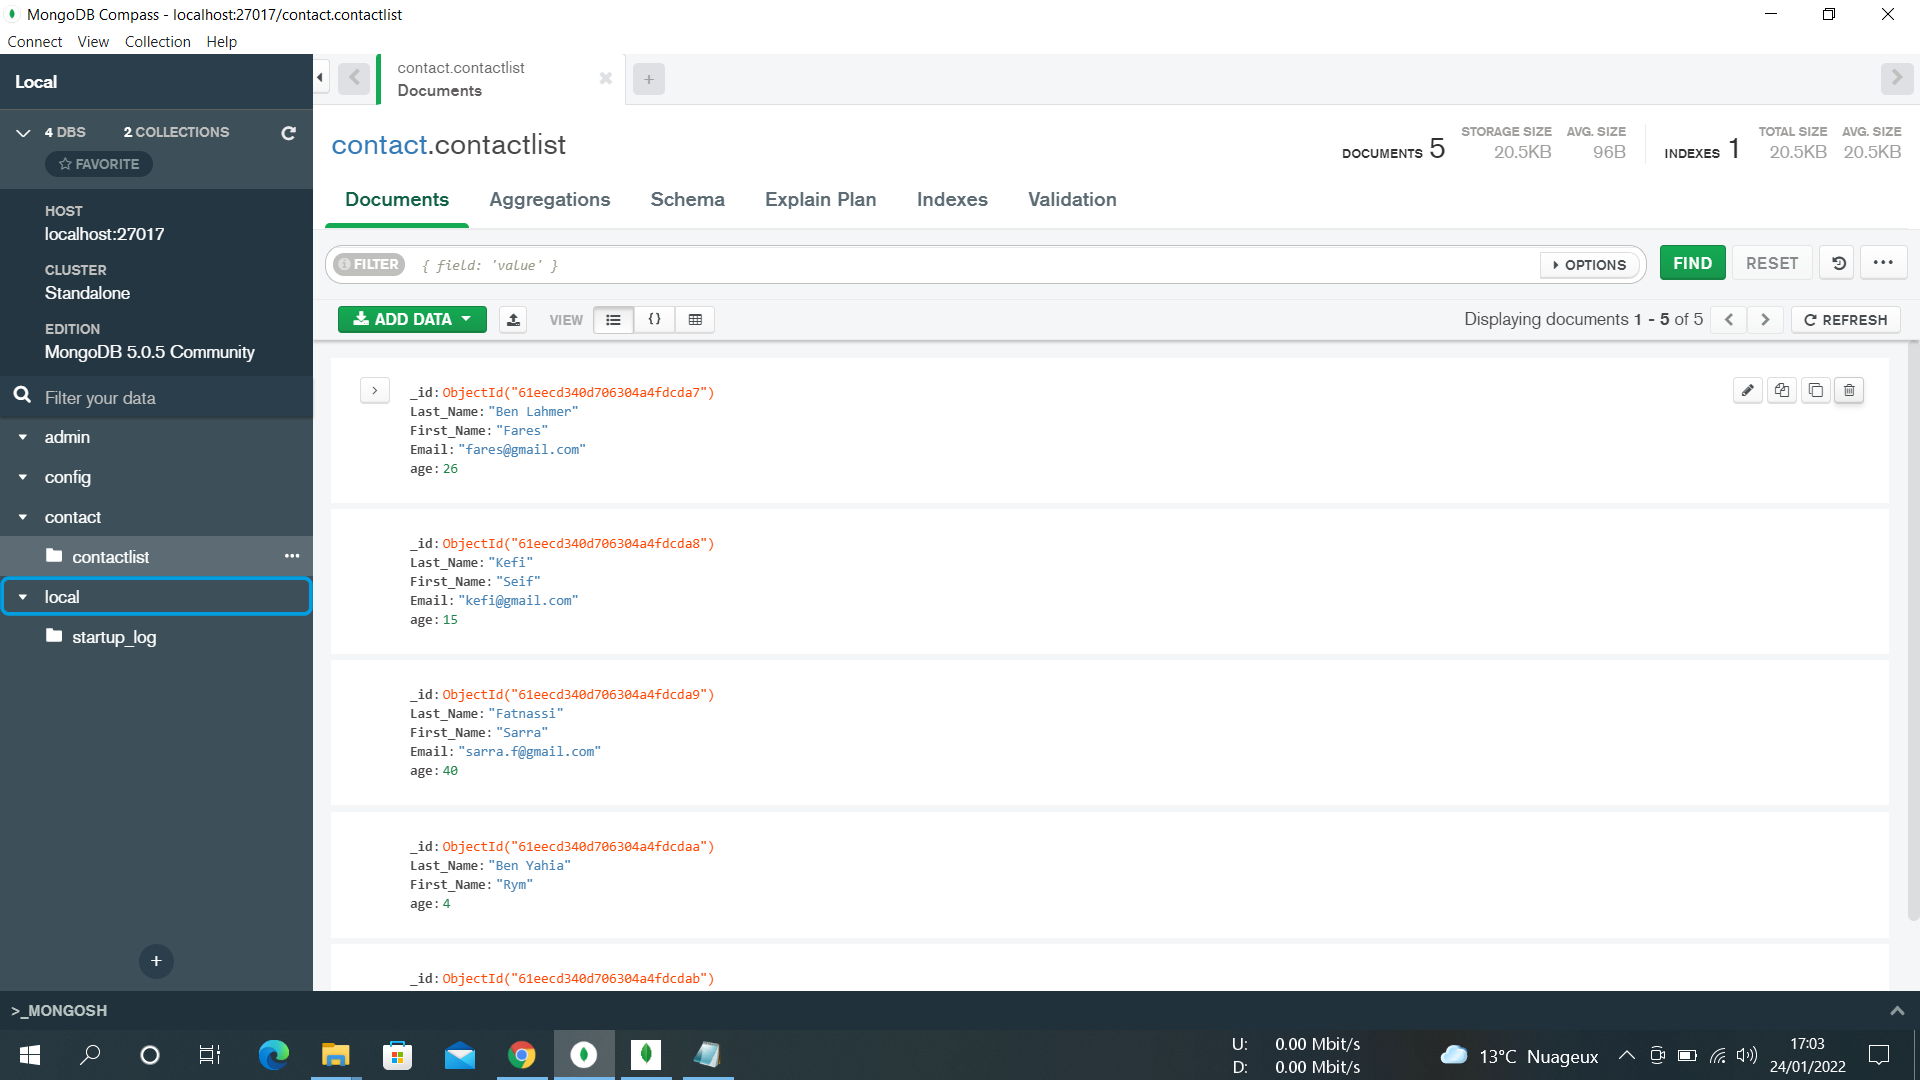 MongoDB Compass - localhost:27017/contact.contactlist
Connect View Collection Help
Local
4 DBS 2 COLLECTIONS
FAVORITE
HOST
localhost:27017
CLUSTER
Standalone
EDITION
MongoDB 5.0.5 Community
Filter your data
admin
config
contact
contactlist
local
startup_log
>_MONGOSH
contact.contactlist
Documents
contact.contactlist
DOCUMENTS 5
STORAGE SIZE
20.5KB
AVG. SIZE
96B
INDEXES 1
TOTAL SIZE
20.5KB
AVG. SIZE
20.5KB
Documents Aggregations Schema Explain Plan Indexes Validation
FILTER { field: 'value' } OPTIONS FIND RESET
ADD DATA VIEW { } Displaying documents 1 - 5 of 5 REFRESH
_id: ObjectId("61eecd340d706304a4fdcda7")
Last_Name: "Ben Lahmer"
First_Name: "Fares"
Email: "fares@gmail.com"
age: 26
_id: ObjectId("61eecd340d706304a4fdcda8")
Last_Name: "Kefi"
First_Name: "Seif"
Email: "kefi@gmail.com"
age: 15
_id: ObjectId("61eecd340d706304a4fdcda9")
Last_Name: "Fatnassi"
First_Name: "Sarra"
Email: "sarra.f@gmail.com"
age: 40
_id: ObjectId("61eecd340d706304a4fdcdaa")
Last_Name: "Ben Yahia"
First_Name: "Rym"
age: 4
_id: ObjectId("61eecd340d706304a4fdcdab")
U: 0.00 Mbit/s
D: 0.00 Mbit/s
13°C Nuageux
17:03
24/01/2022